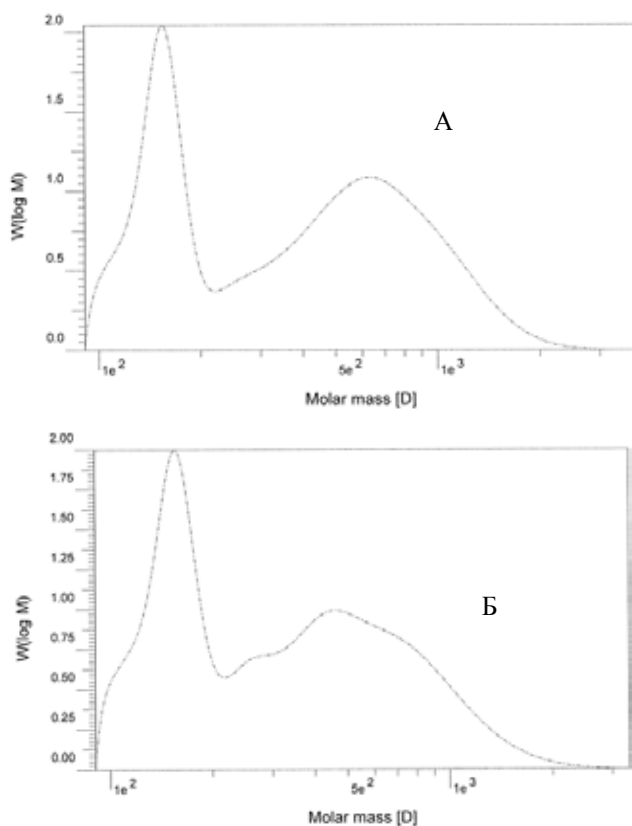 2.0
1.5
1.0
0.5
0.0
W(log M)
А
1e²
5e²
1e³
Molar mass [D]
2.00
1.75
1.50
1.25
1.00
0.75
0.50
0.25
0.00
W(log M)
Б
1e²
5e²
1e³
Molar mass [D]